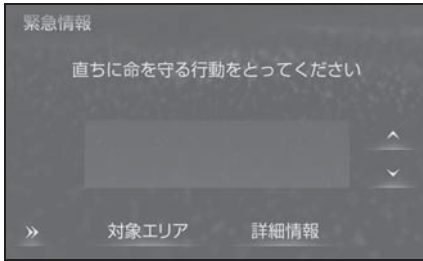 緊急情報
直ちに命を守る行動をとってください
対象エリア
詳細情報